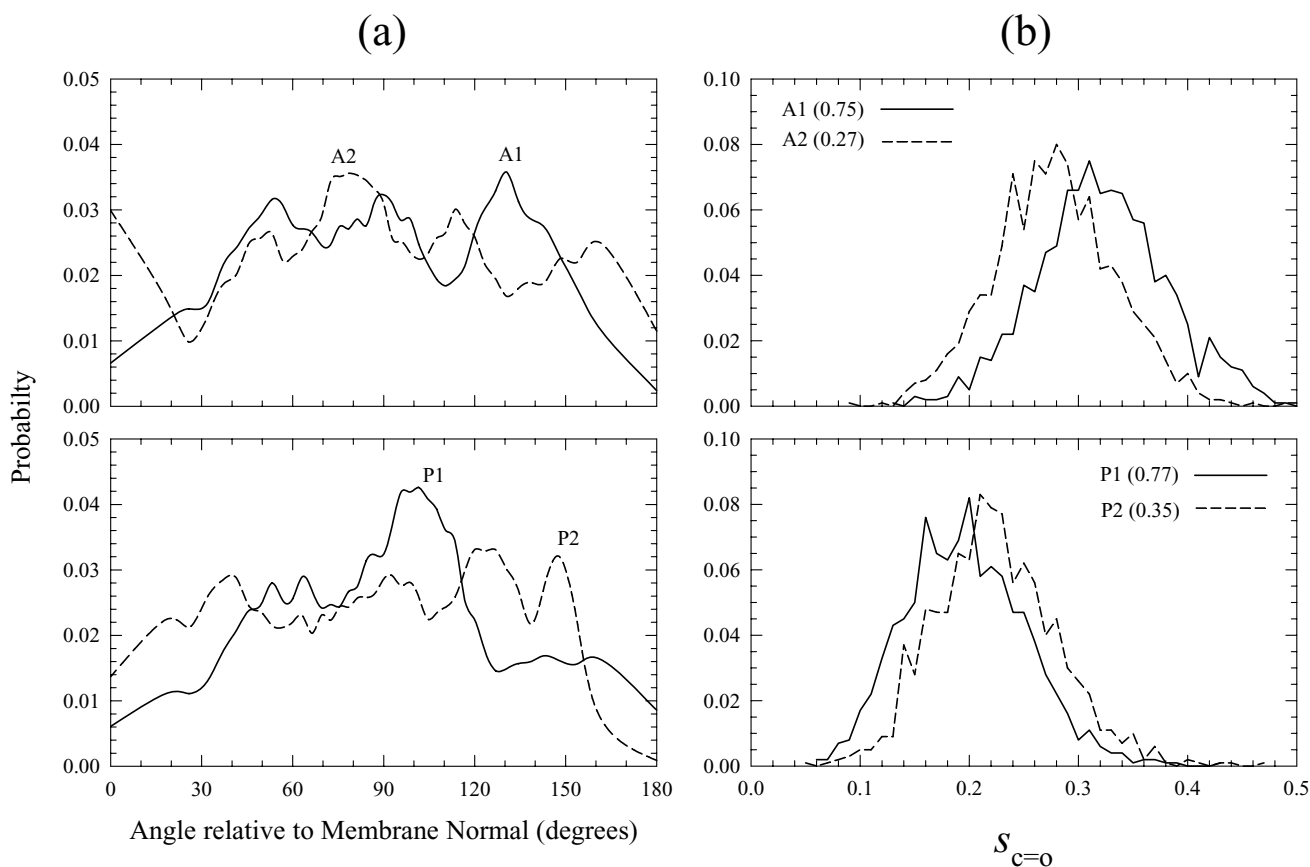 (a)
(b)
Probabilty
0.05
0.04
0.03
0.02
0.01
0.00
A2
A1
0.10
0.08
0.06
0.04
0.02
0.00
A1 (0.75)
A2 (0.27)
0.05
0.04
0.03
0.02
0.01
0.00
P1
P2
0 30 60 90 120 150 180
Angle relative to Membrane Normal (degrees)
0.10
0.08
0.06
0.04
0.02
0.00
P1 (0.77)
P2 (0.35)
0.0 0.2 0.3 0.4 0.5
s c=o